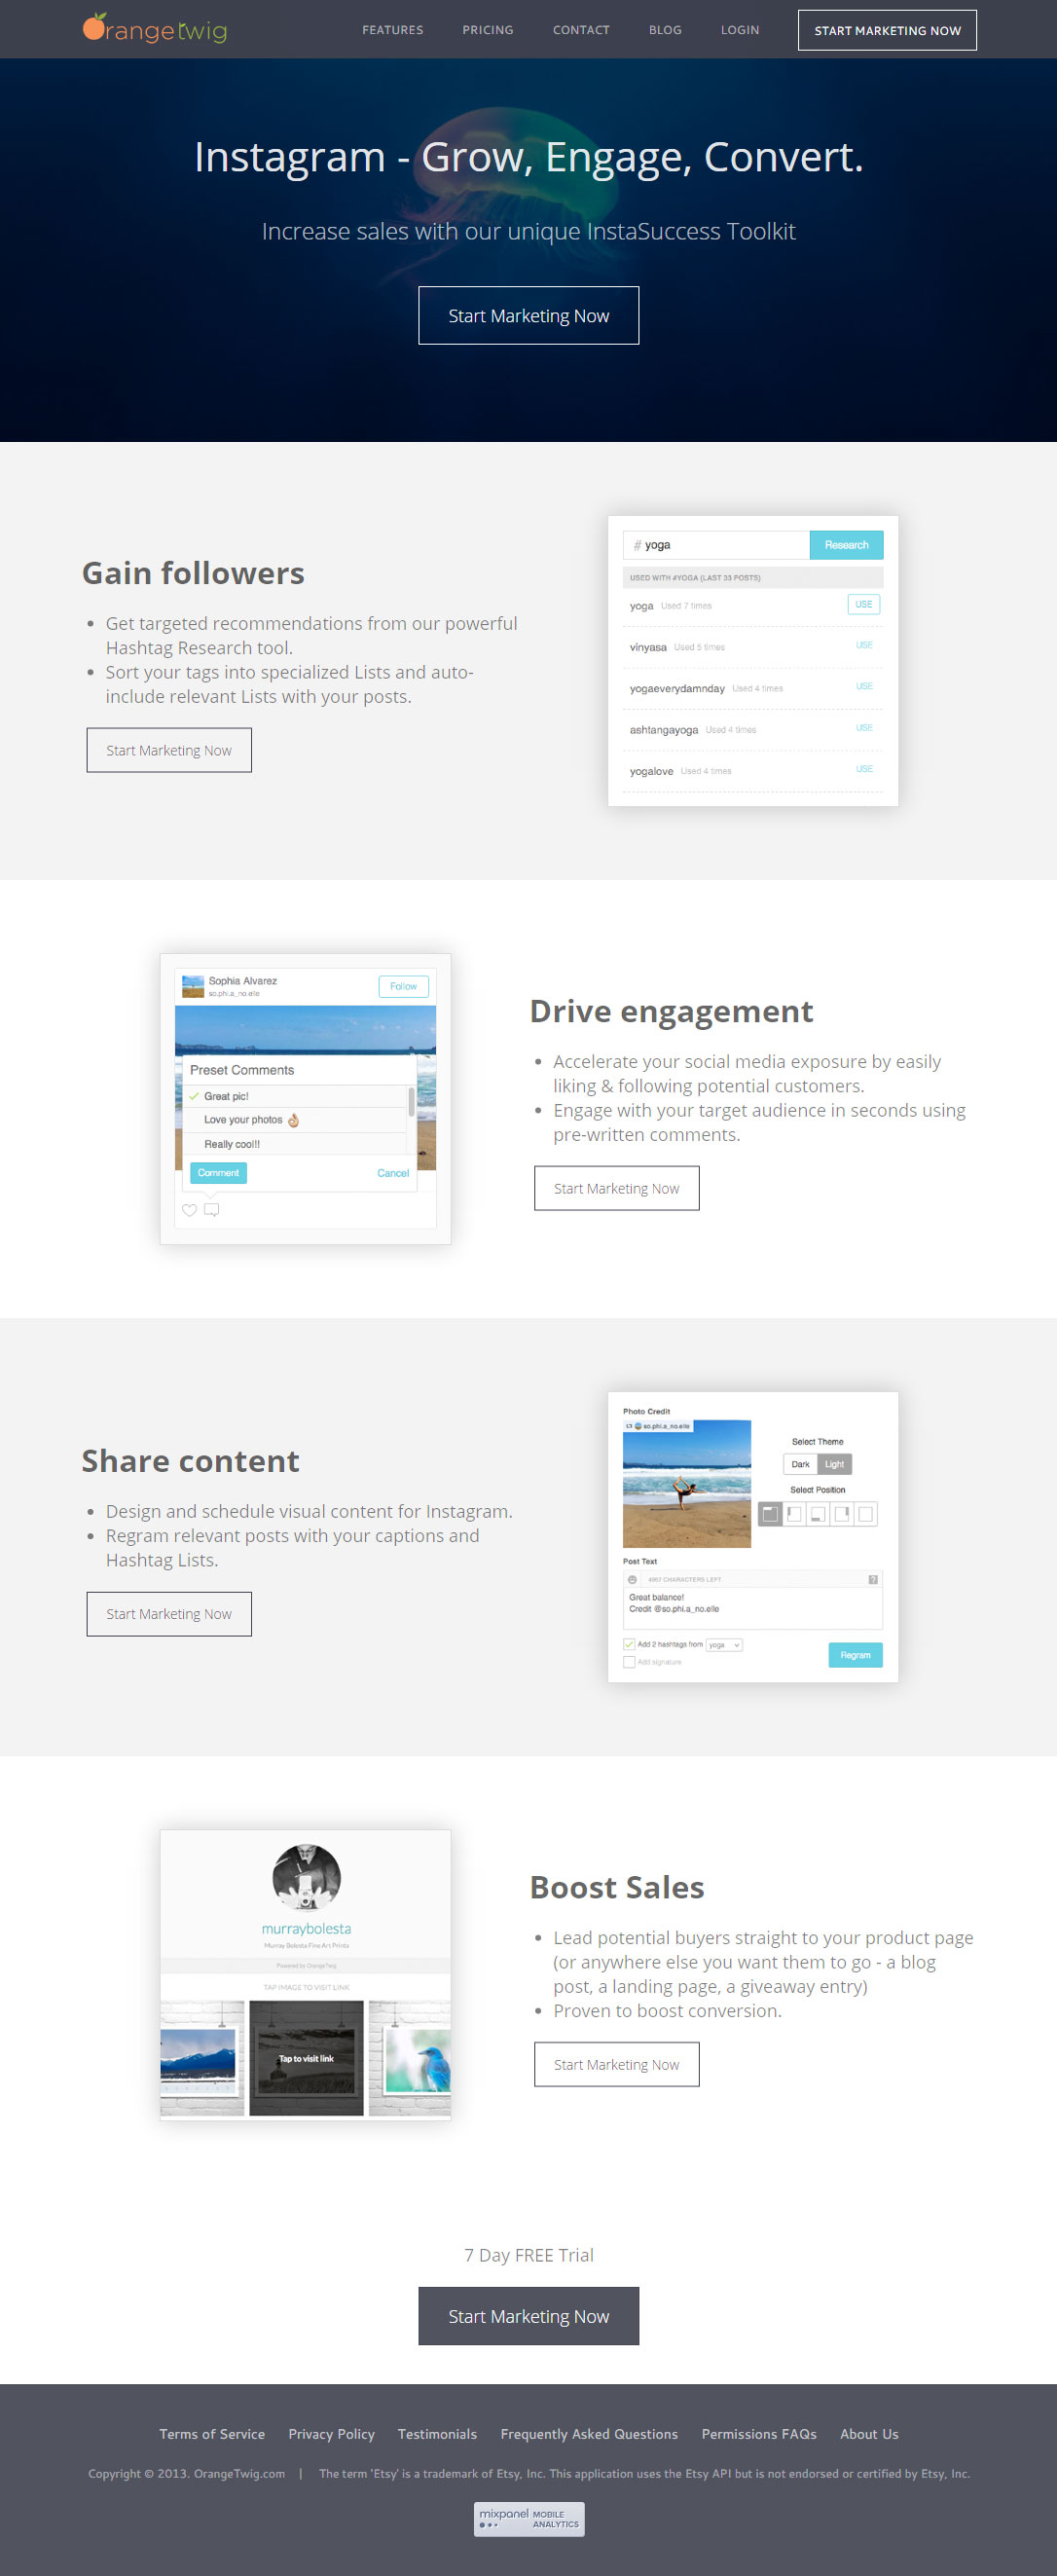 Orangetwig
FEATURES PRICING CONTACT BLOG LOGIN START MARKETING NOW
Instagram - Grow, Engage, Convert.
Increase sales with our unique InstaSuccess Toolkit
Start Marketing Now
Gain followers
Get targeted recommendations from our powerful
Hashtag Research tool.
Sort your tags into specialized Lists and auto-
include relevant Lists with your posts.
Start Marketing Now
# yoga Research
USED WITH #YOGA (LAST 33 POSTS)
yoga Used 7 times USE
vinyasa Used 5 times USE
yogaeverydamnday Used 4 times USE
ashtangayoga Used 4 times USE
yogalove Used 4 times USE
Sophia Alvarez
so.phi.a_no.elle
Follow
Preset Comments
Great pic!
Love your photos 👌
Really cool!!
Comment Cancel
Drive engagement
Accelerate your social media exposure by easily
liking & following potential customers.
Engage with your target audience in seconds using
pre-written comments.
Start Marketing Now
Share content
Design and schedule visual content for Instagram.
Regram relevant posts with your captions and
Hashtag Lists.
Start Marketing Now
Photo Credit
so.phi.a_no.elle
Select Theme
Dark Light
Select Position
Post Text
4967 CHARACTERS LEFT ?
Great balance!
Credit @so.phi.a_no.elle
Add 2 hashtags from yoga
Add signature
Regram
murraybolesta
Murray Bolesta Fine Art Prints
Powered by OrangeTwig
TAP IMAGE TO VISIT LINK
Tap to visit link
Boost Sales
Lead potential buyers straight to your product page
(or anywhere else you want them to go - a blog
post, a landing page, a giveaway entry)
Proven to boost conversion.
Start Marketing Now
7 Day FREE Trial
Start Marketing Now
Terms of Service Privacy Policy Testimonials Frequently Asked Questions Permissions FAQs About Us
Copyright © 2013. OrangeTwig.com | The term 'Etsy' is a trademark of Etsy, Inc. This application uses the Etsy API but is not endorsed or certified by Etsy, Inc.
mixpanel MOBILE
ANALYTICS